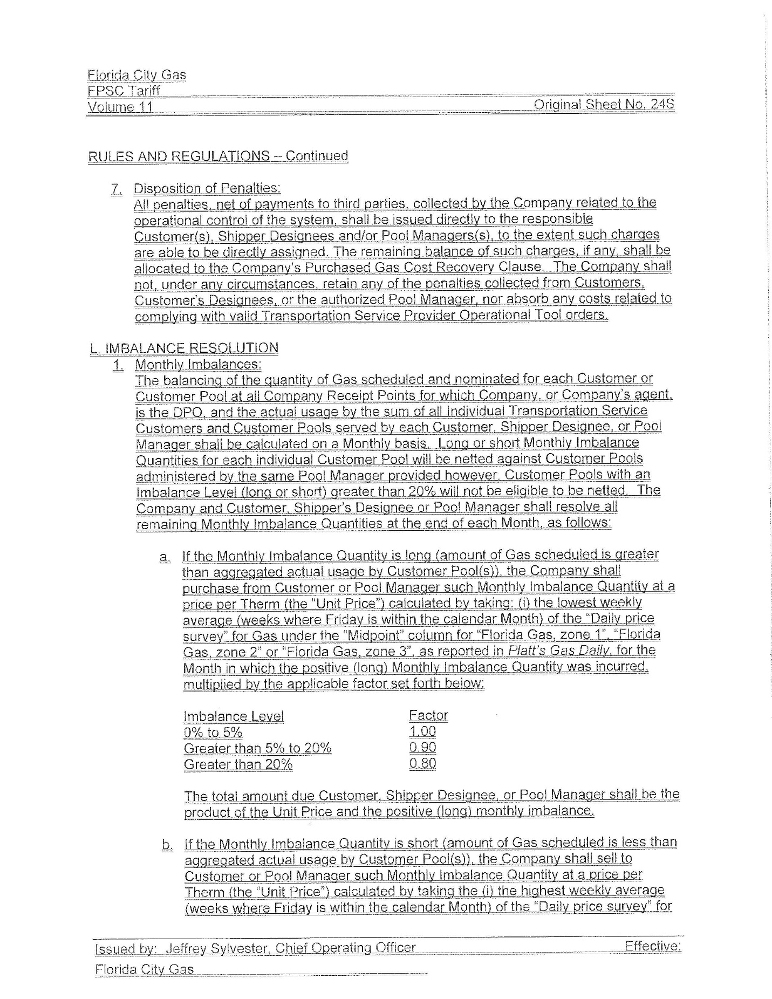 Florida City Gas
FPSC Tariff
Volume 11 Original Sheet No. 24S
RULES AND REGULATIONS – Continued
7. Disposition of Penalties:
All penalties, net of payments to third parties, collected by the Company related to the
operational control of the system, shall be issued directly to the responsible
Customer(s), Shipper Designees and/or Pool Managers(s), to the extent such charges
are able to be directly assigned. The remaining balance of such charges, if any, shall be
allocated to the Company's Purchased Gas Cost Recovery Clause. The Company shall
not, under any circumstances, retain any of the penalties collected from Customers,
Customer's Designees, or the authorized Pool Manager, nor absorb any costs related to
complying with valid Transportation Service Provider Operational Tool orders.
L. IMBALANCE RESOLUTION
1. Monthly Imbalances:
The balancing of the quantity of Gas scheduled and nominated for each Customer or
Customer Pool at all Company Receipt Points for which Company, or Company's agent,
is the DPO, and the actual usage by the sum of all Individual Transportation Service
Customers and Customer Pools served by each Customer, Shipper Designee, or Pool
Manager shall be calculated on a Monthly basis. Long or short Monthly Imbalance
Quantities for each individual Customer Pool will be netted against Customer Pools
administered by the same Pool Manager provided however, Customer Pools with an
Imbalance Level (long or short) greater than 20% will not be eligible to be netted. The
Company and Customer, Shipper's Designee or Pool Manager shall resolve all
remaining Monthly Imbalance Quantities at the end of each Month, as follows:
a. If the Monthly Imbalance Quantity is long (amount of Gas scheduled is greater
than aggregated actual usage by Customer Pool(s)), the Company shall
purchase from Customer or Pool Manager such Monthly Imbalance Quantity at a
price per Therm (the "Unit Price") calculated by taking: (i) the lowest weekly
average (weeks where Friday is within the calendar Month) of the "Daily price
survey" for Gas under the "Midpoint" column for "Florida Gas, zone 1", "Florida
Gas, zone 2" or "Florida Gas, zone 3", as reported in Platt's Gas Daily, for the
Month in which the positive (long) Monthly Imbalance Quantity was incurred,
multiplied by the applicable factor set forth below:
Imbalance Level Factor
0% to 5% 1.00
Greater than 5% to 20% 0.90
Greater than 20% 0.80
The total amount due Customer, Shipper Designee, or Pool Manager shall be the
product of the Unit Price and the positive (long) monthly imbalance.
b. If the Monthly Imbalance Quantity is short (amount of Gas scheduled is less than
aggregated actual usage by Customer Pool(s)), the Company shall sell to
Customer or Pool Manager such Monthly Imbalance Quantity at a price per
Therm (the "Unit Price") calculated by taking the (i) the highest weekly average
(weeks where Friday is within the calendar Month) of the "Daily price survey" for
Issued by: Jeffrey Sylvester, Chief Operating Officer Effective:
Florida City Gas